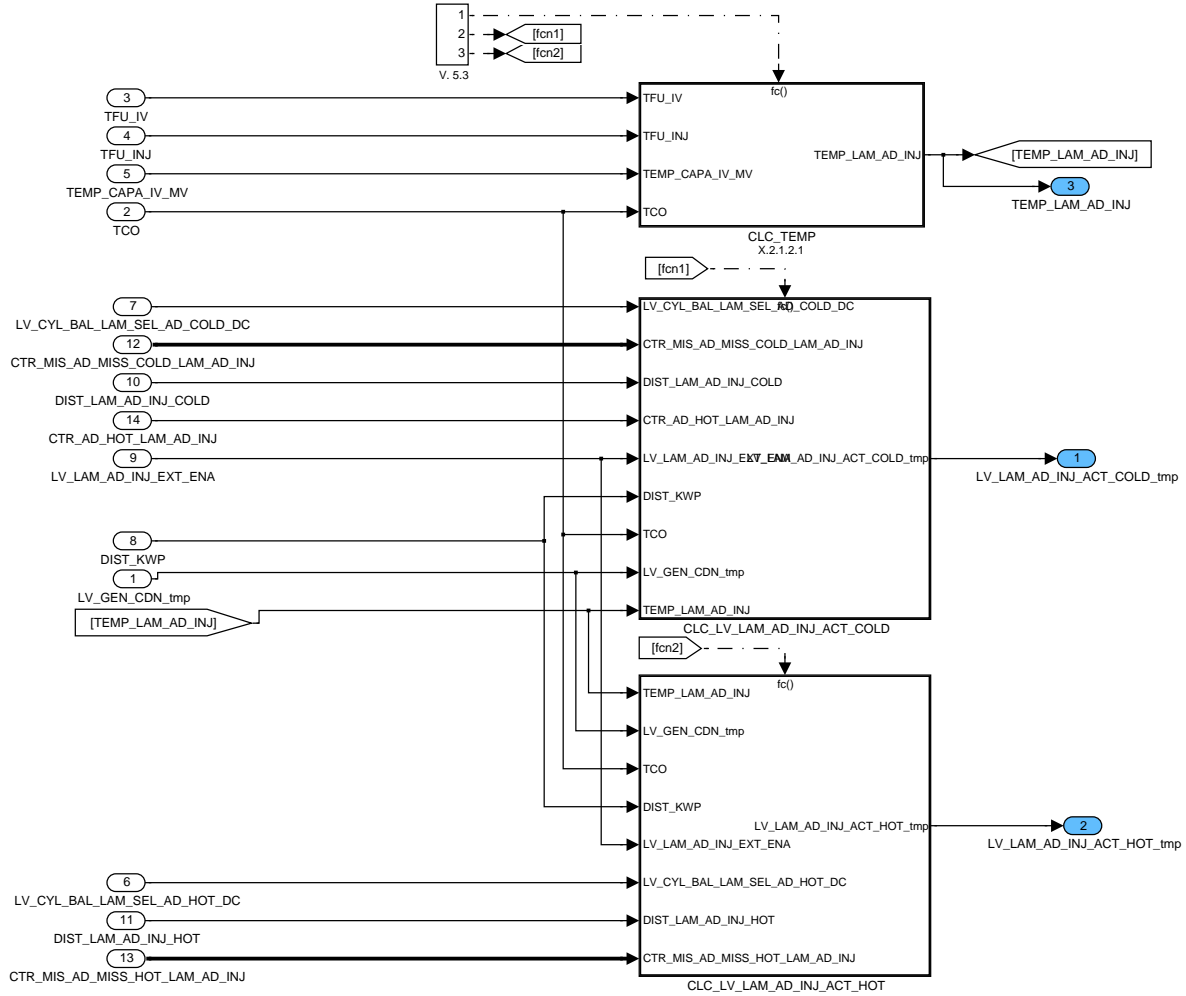 1
2
3
V. 5.3
[fcn1]
[fcn2]
fc()
3
TFU_IV
4
TFU_INJ
5
TEMP_CAPA_IV_MV
2
TCO
TFU_IV
TFU_INJ
TEMP_CAPA_IV_MV
TCO
TEMP_LAM_AD_INJ
CLC_TEMP
X.2.1.2.1
[TEMP_LAM_AD_INJ]
3
TEMP_LAM_AD_INJ
[fcn1]
fc()
7
LV_CYL_BAL_LAM_SEL_AD_COLD_DC
12
CTR_MIS_AD_MISS_COLD_LAM_AD_INJ
10
DIST_LAM_AD_INJ_COLD
14
CTR_AD_HOT_LAM_AD_INJ
9
LV_LAM_AD_INJ_EXT_ENA
8
DIST_KWP
1
LV_GEN_CDN_tmp
[TEMP_LAM_AD_INJ]
LV_CYL_BAL_LAM_SEL_AD_COLD_DC
CTR_MIS_AD_MISS_COLD_LAM_AD_INJ
DIST_LAM_AD_INJ_COLD
CTR_AD_HOT_LAM_AD_INJ
LV_LAM_AD_INJ_EXT_ENA
LV_LAM_AD_INJ_ACT_COLD_tmp
DIST_KWP
TCO
LV_GEN_CDN_tmp
TEMP_LAM_AD_INJ
CLC_LV_LAM_AD_INJ_ACT_COLD
1
LV_LAM_AD_INJ_ACT_COLD_tmp
[fcn2]
fc()
TEMP_LAM_AD_INJ
LV_GEN_CDN_tmp
TCO
DIST_KWP
LV_LAM_AD_INJ_ACT_HOT_tmp
LV_LAM_AD_INJ_EXT_ENA
LV_CYL_BAL_LAM_SEL_AD_HOT_DC
DIST_LAM_AD_INJ_HOT
CTR_MIS_AD_MISS_HOT_LAM_AD_INJ
CLC_LV_LAM_AD_INJ_ACT_HOT
2
LV_LAM_AD_INJ_ACT_HOT_tmp
6
LV_CYL_BAL_LAM_SEL_AD_HOT_DC
11
DIST_LAM_AD_INJ_HOT
13
CTR_MIS_AD_MISS_HOT_LAM_AD_INJ